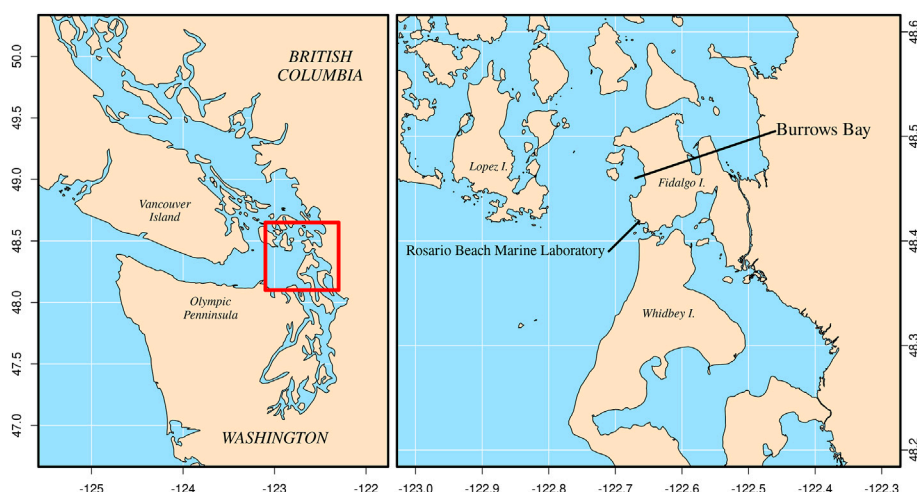 BRITISH
COLUMBIA
Vancouver
Island
Olympic
Penninsula
WASHINGTON
50.0
49.5
49.0
48.5
48.0
47.5
47.0
-125
-124
-123
-122
Burrows Bay
Lopez I.
Fidalgo I.
Rosario Beach Marine Laboratory
Whidbey I.
48.6
48.5
48.4
48.3
48.2
-123.0
-122.9
-122.8
-122.7
-122.6
-122.5
-122.4
-122.3